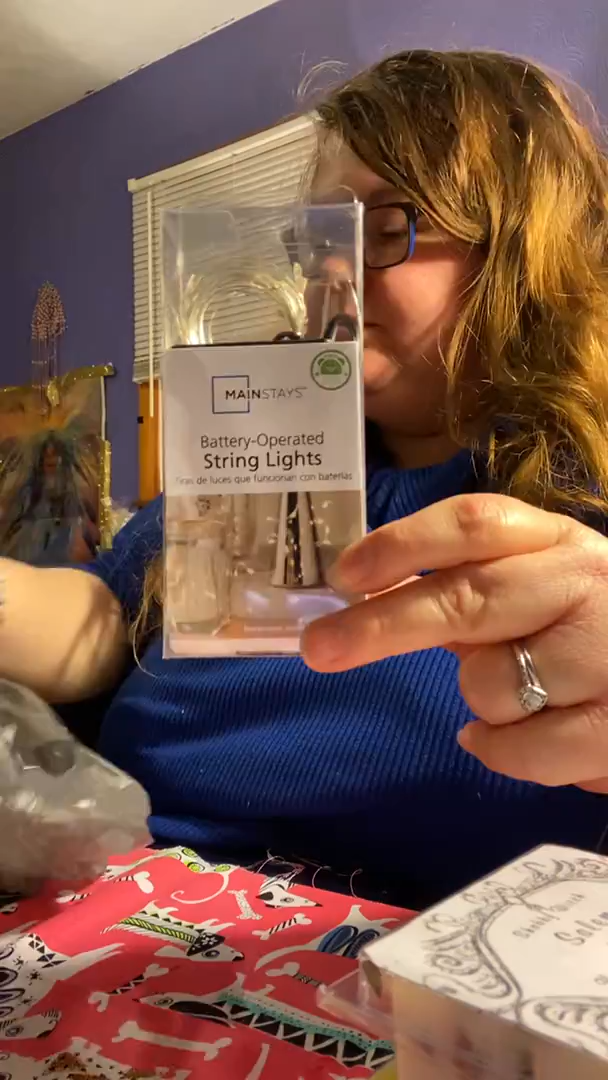 MAINSTAYS
Battery-Operated
String Lights
Tiras de luces que funcionan con baterías